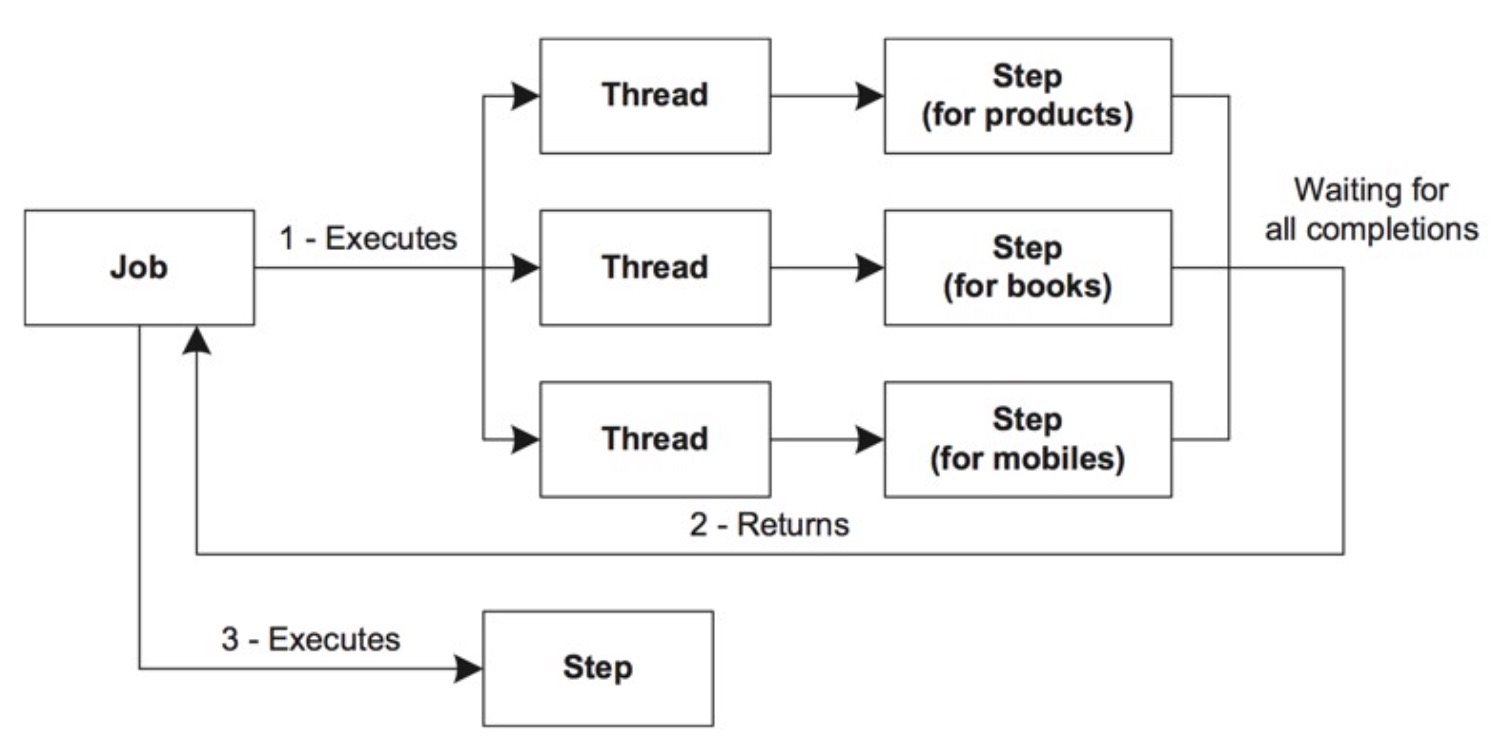 Thread
Step
(for products)
Waiting for
all completions
Job
1 - Executes
Thread
Step
(for books)
Thread
Step
(for mobiles)
2 - Returns
3 - Executes
Step